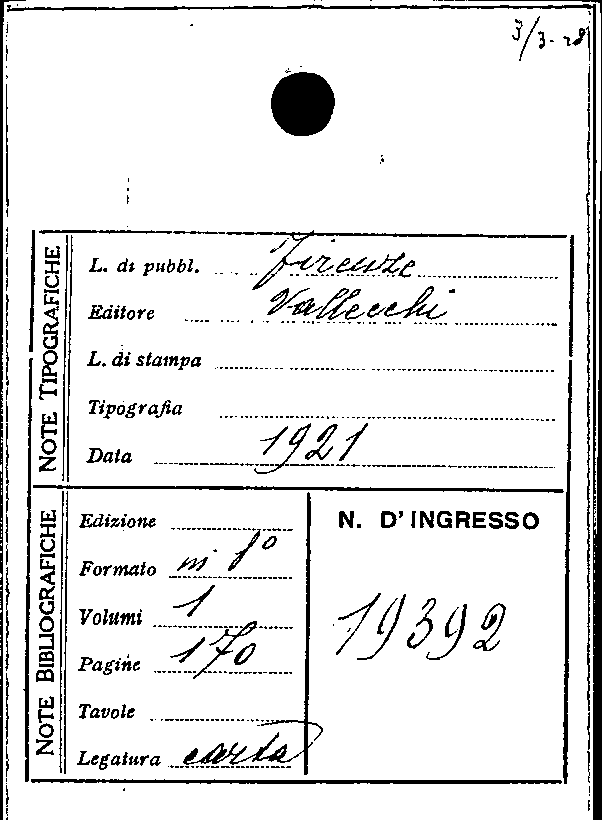 3/3-28
NOTE TIPOGRAFICHE
L. di pubbl. Firenze
Editore Vallecchi
L. di stampa
Tipografia
Data 1921
NOTE BIBLIOGRAFICHE
Edizione
Formato in 8°
Volumi 1
Pagine 170
Tavole
Legatura carta
N. D'INGRESSO
19392